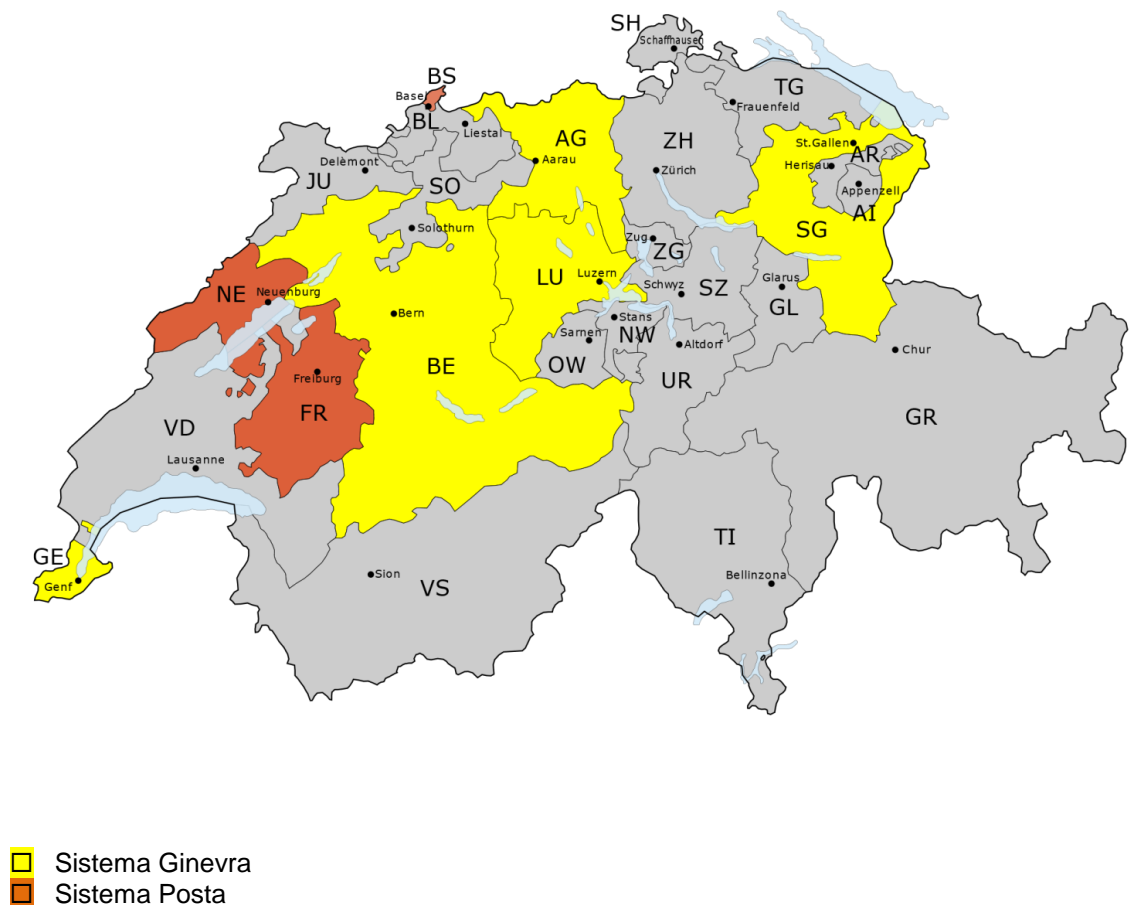 SH
Schaffhausen
BS
Basel
BL
Liestal
TG
Frauenfeld
AG
Aarau
ZH
Zürich
St.Gallen
AR
Herisau
Appenzell
AI
SG
Delèmont
JU
SO
Solothurn
Zug
ZG
LU
Luzern
Schwyz
SZ
Glarus
GL
NE
Neuenburg
Bern
BE
Stans
NW
Sarnen
OW
Altdorf
UR
Chur
GR
Freiburg
FR
VD
Lausanne
GE
Genf
Sion
VS
TI
Bellinzona
Sistema Ginevra
Sistema Posta